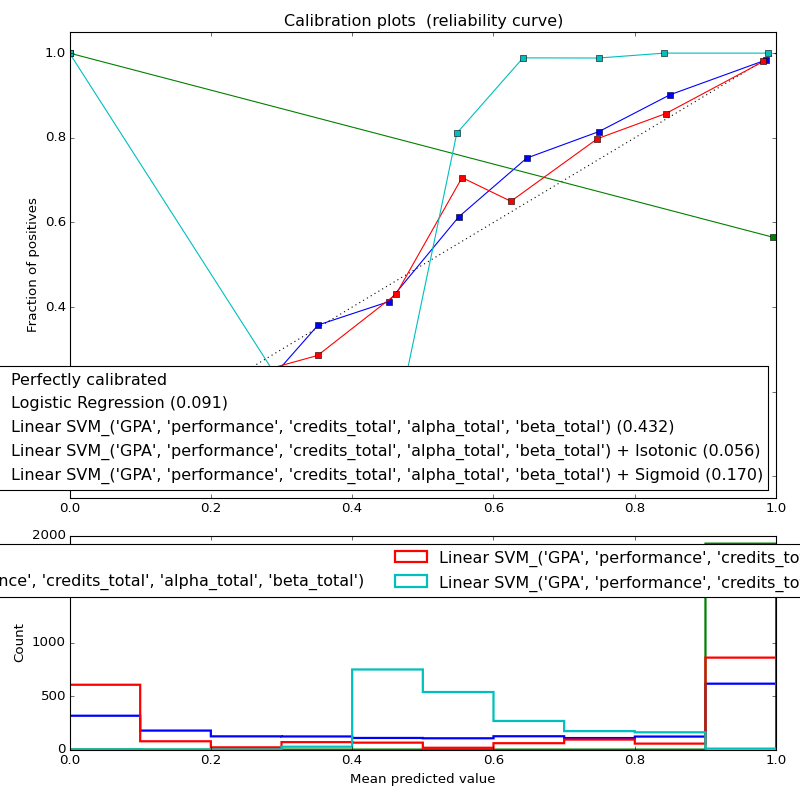 Calibration plots (reliability curve)
1.0
0.8
0.6
0.4
Fraction of positives
Perfectly calibrated
Logistic Regression (0.091)
Linear SVM_('GPA', 'performance', 'credits_total', 'alpha_total', 'beta_total') (0.432)
Linear SVM_('GPA', 'performance', 'credits_total', 'alpha_total', 'beta_total') + Isotonic (0.056)
Linear SVM_('GPA', 'performance', 'credits_total', 'alpha_total', 'beta_total') + Sigmoid (0.170)
0.0 0.2 0.4 0.6 0.8 1.0
2000
Linear SVM_('GPA', 'performance', 'credits_to
nce', 'credits_total', 'alpha_total', 'beta_total') Linear SVM_('GPA', 'performance', 'credits_to
1000
500
0
Count
0.0 0.2 0.4 0.6 0.8 1.0
Mean predicted value